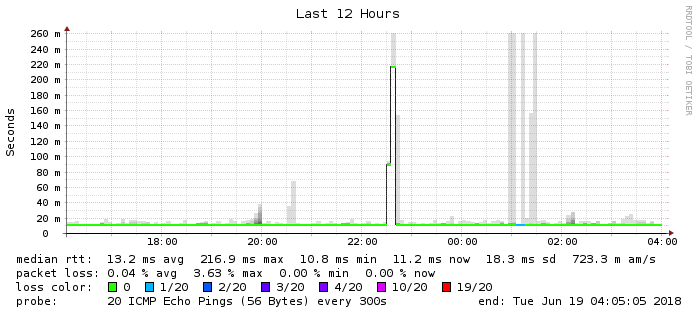 Last 12 Hours
RRDTOOL / TOBI OETIKER
Seconds
260 m
240 m
220 m
200 m
180 m
160 m
140 m
120 m
100 m
80 m
60 m
40 m
20 m
0
18:00 20:00 22:00 00:00 02:00 04:00
median rtt: 13.2 ms avg 216.9 ms max 10.8 ms min 11.2 ms now 18.3 ms sd 723.3 m am/s
packet loss: 0.04 % avg 3.63 % max 0.00 % min 0.00 % now
loss color: 0 1/20 2/20 3/20 4/20 10/20 19/20
probe: 20 ICMP Echo Pings (56 Bytes) every 300s end: Tue Jun 19 04:05:05 2018